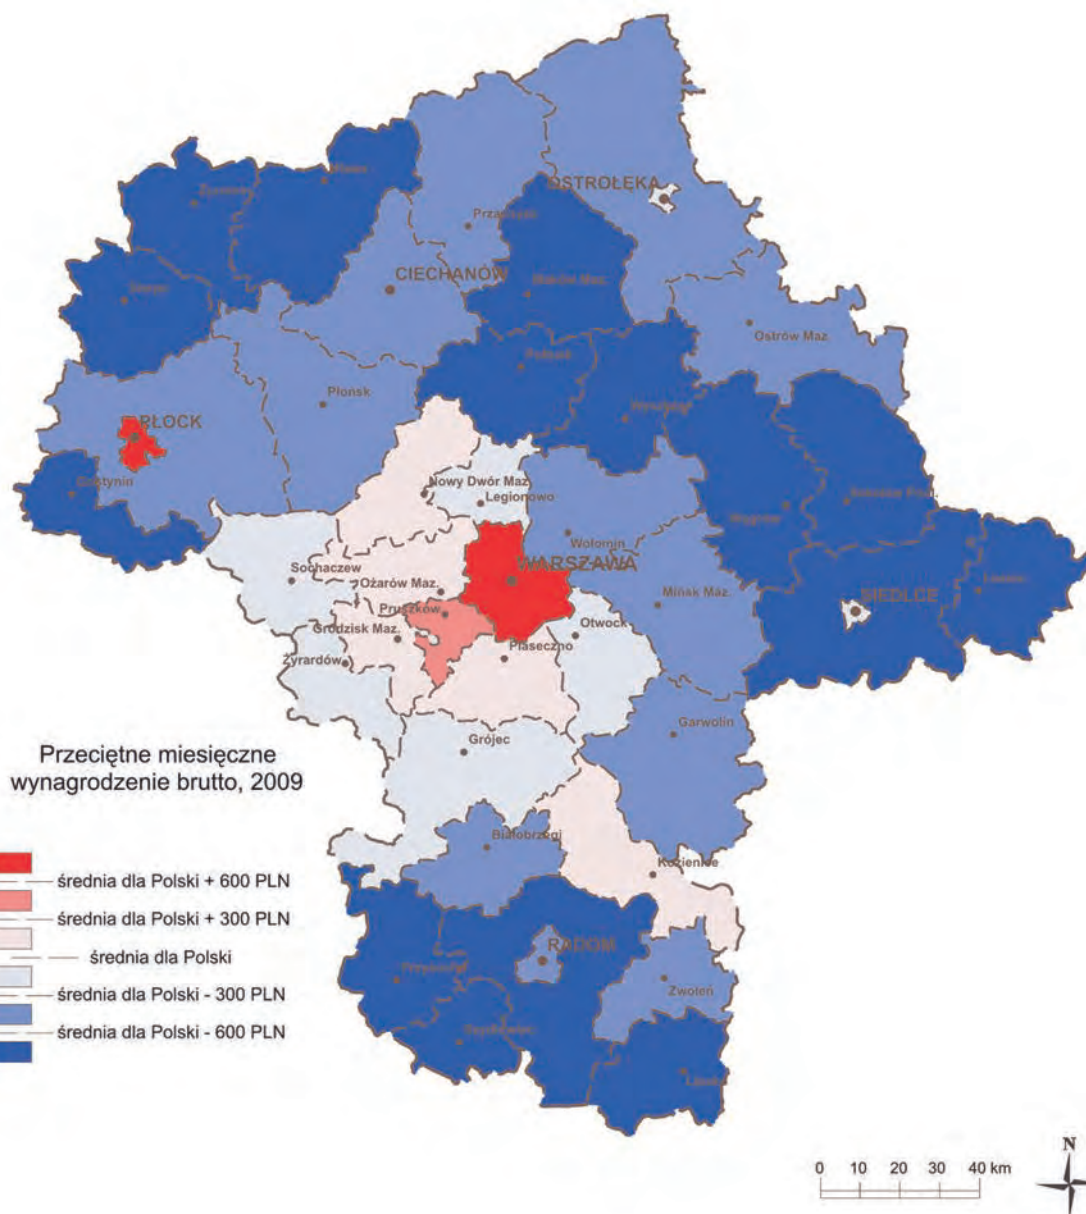 Mława
Żuromin
OSTROŁĘKA
Przasnysz
CIECHANÓW
Maków Maz.
Sierpc
Ostrów Maz.
Pułtusk
Płońsk
Wyszków
PŁOCK
Gostynin
Nowy Dwór Maz.
Legionowo
Sokołów Podl.
Węgrów
Wołomin
WARSZAWA
Sochaczew
Ożarów Maz.
Mińsk Maz.
SIEDLCE
Łosice
Pruszków
Grodzisk Maz.
Otwock
Piaseczno
Żyrardów
Garwolin
Grójec
Przeciętne miesięczne
wynagrodzenie brutto, 2009
Białobrzegi
Kozienice
średnia dla Polski + 600 PLN
średnia dla Polski + 300 PLN
średnia dla Polski
średnia dla Polski - 300 PLN
średnia dla Polski - 600 PLN
RADOM
Przysucha
Zwoleń
Szydłowiec
Lipsko
N
0 10 20 30 40 km